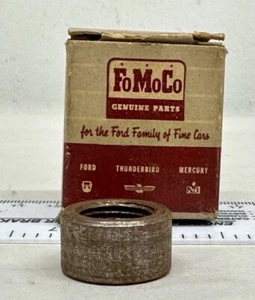 FoMoCo
GENUINE PARTS
for the Ford Family of Fine Cars
FORD THUNDERBIRD MERCURY